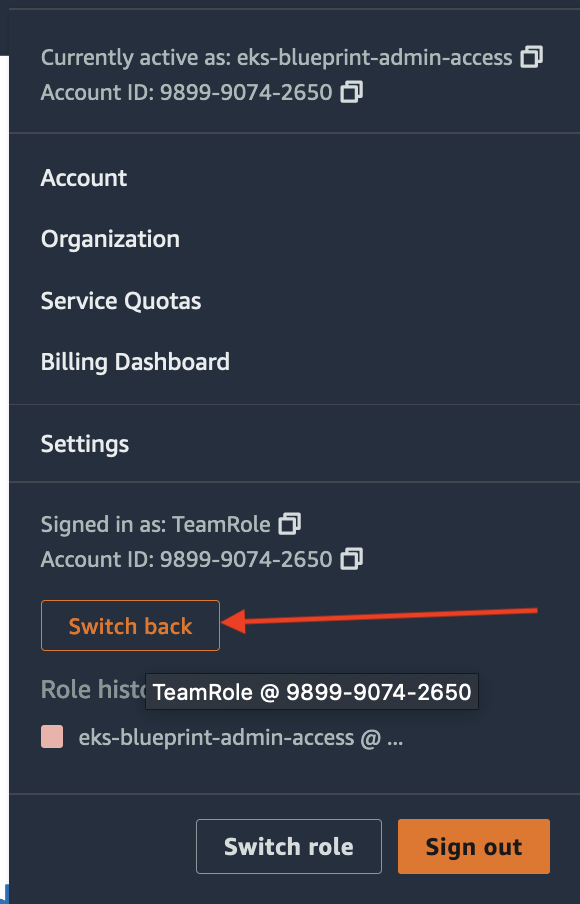 Currently active as: eks-blueprint-admin-access
Account ID: 9899-9074-2650
Account
Organization
Service Quotas
Billing Dashboard
Settings
Signed in as: TeamRole
Account ID: 9899-9074-2650
Switch back
Role
TeamRole @ 9899-9074-2650
eks-blueprint-admin-access @ ...
Switch role
Sign out